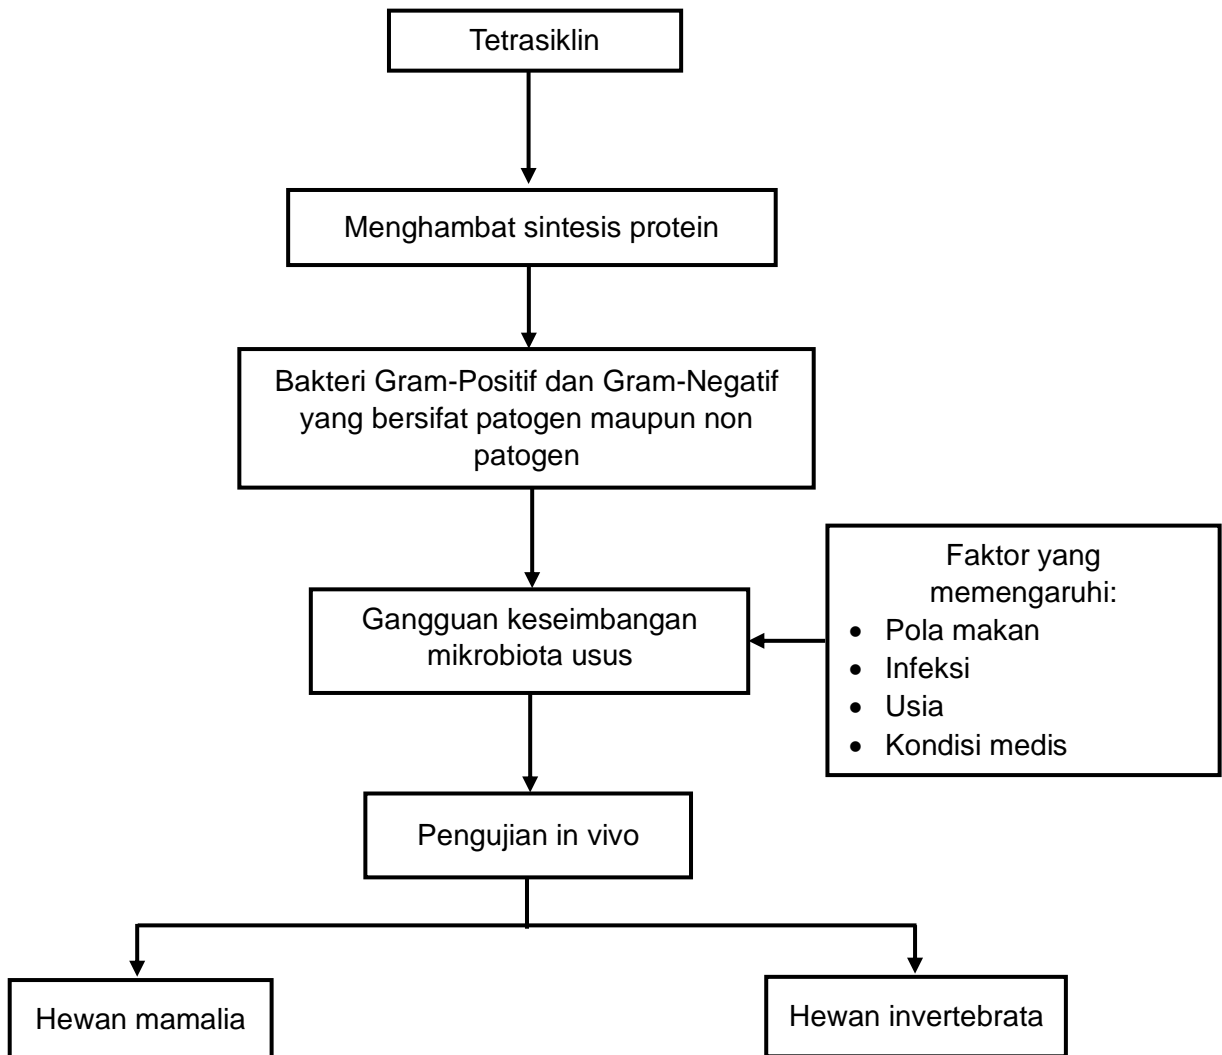 Tetrasiklin
Menghambat sintesis protein
Bakteri Gram-Positif dan Gram-Negatif
yang bersifat patogen maupun non
patogen
Gangguan keseimbangan
mikrobiota usus
Faktor yang
memengaruhi:
• Pola makan
• Infeksi
• Usia
• Kondisi medis
Pengujian in vivo
Hewan mamalia
Hewan invertebrata